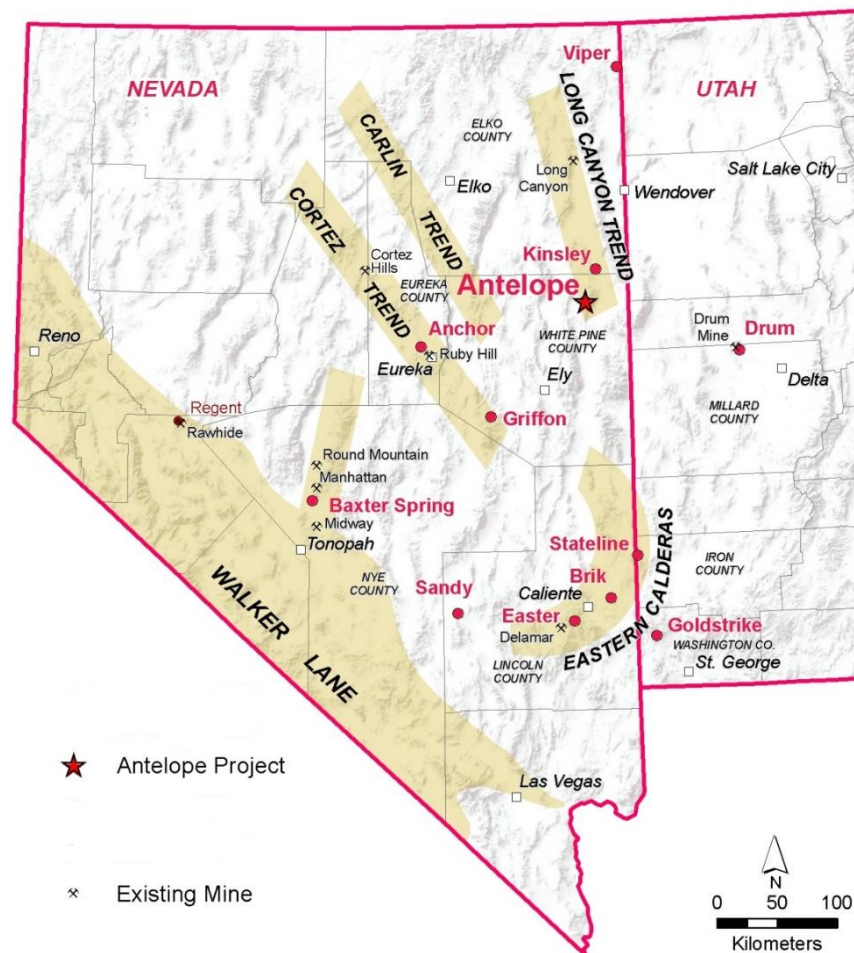 Viper
NEVADA
UTAH
LONG CANYON TREND
ELKO
COUNTY
CARLIN
TREND
Long
Canyon
Salt Lake City
Elko
Wendover
CORTEZ
TREND
Cortez
Hills
Kinsley
EUREKA
COUNTY
Antelope
Anchor
Ruby Hill
Eureka
WHITE PINE
COUNTY
Drum
Mine
Drum
Reno
Ely
Delta
MILLARD
COUNTY
Regent
Rawhide
Griffon
Round Mountain
Manhattan
Baxter Spring
Midway
Tonopah
Stateline
IRON
COUNTY
NYE
COUNTY
Brik
Caliente
Sandy
Easter
Delamar
EASTERN CALDERAS
Goldstrike
WASHINGTON CO.
St. George
LINCOLN
COUNTY
WALKER
LANE
Antelope Project
Las Vegas
Existing Mine
N
0 50 100
Kilometers